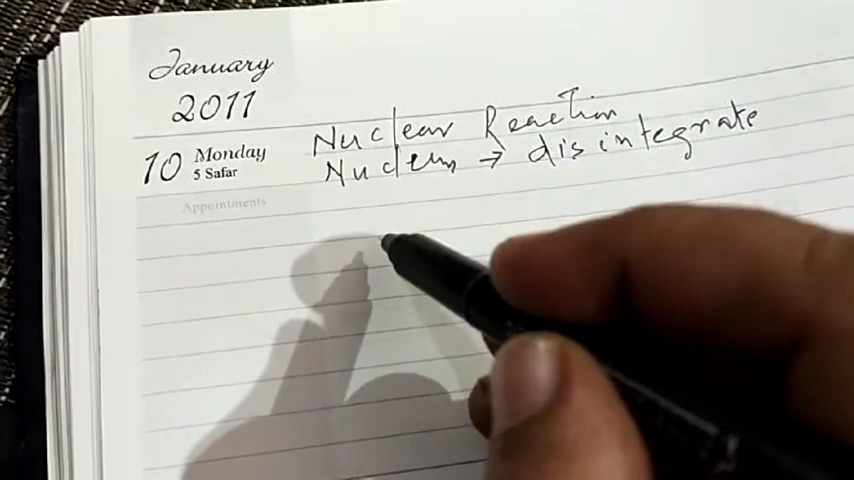 January
2011
10 Monday
5 Safar
Appointments
Nuclear Reaction
Nucleus → disintegrate